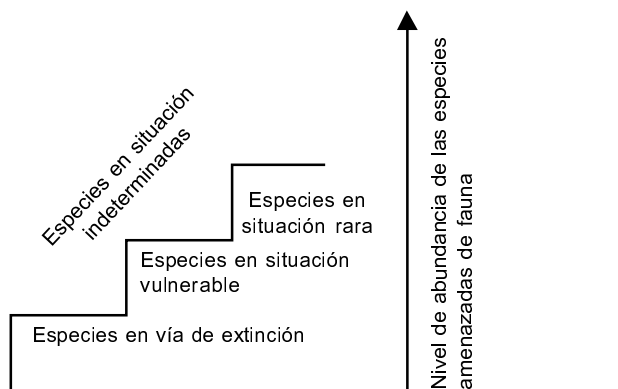 Especies en situación
indeterminadas
Especies en
situación rara
Especies en situación
vulnerable
Especies en vía de extinción
Nivel de abundancia de las especies
amenazadas de fauna